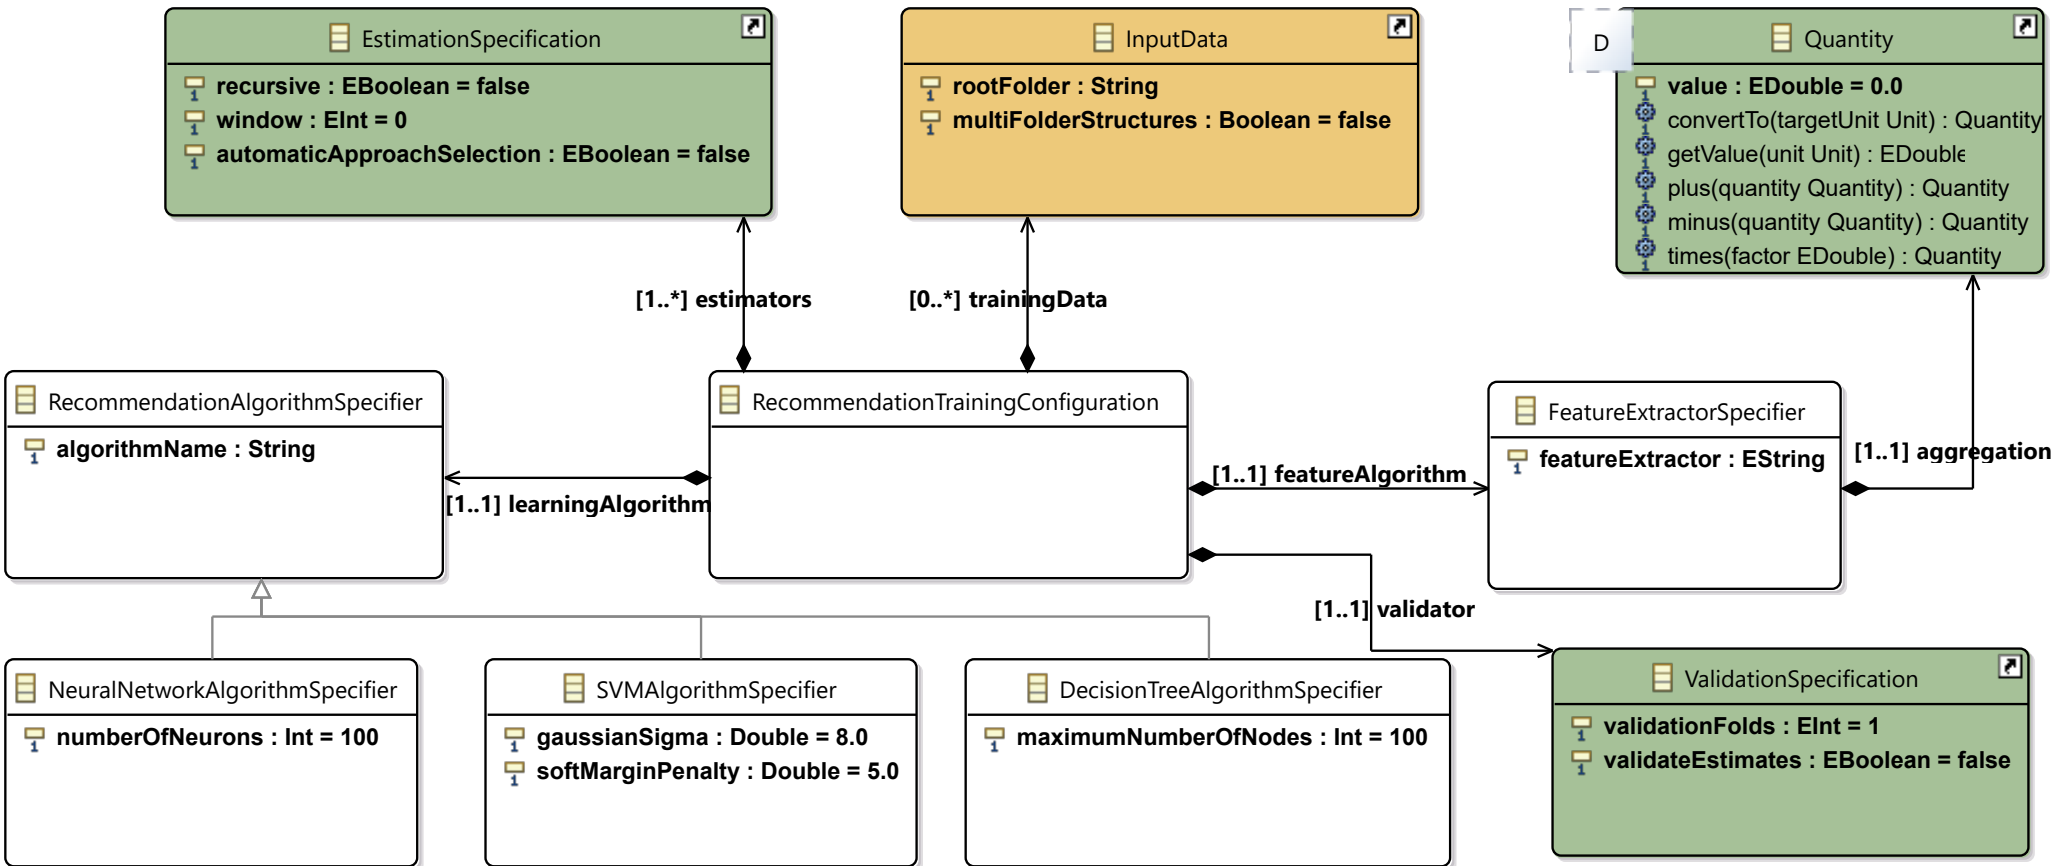 EstimationSpecification
recursive : EBoolean = false
window : EInt = 0
automaticApproachSelection : EBoolean = false
InputData
rootFolder : String
multiFolderStructures : Boolean = false
D
Quantity
value : EDouble = 0.0
convertTo(targetUnit Unit) : Quantity
getValue(unit Unit) : EDouble
plus(quantity Quantity) : Quantity
minus(quantity Quantity) : Quantity
times(factor EDouble) : Quantity
[1..*] estimators
[0..*] trainingData
RecommendationAlgorithmSpecifier
algorithmName : String
RecommendationTrainingConfiguration
FeatureExtractorSpecifier
featureExtractor : EString
[1..1] aggregation
[1..1] featureAlgorithm
[1..1] learningAlgorithm
[1..1] validator
NeuralNetworkAlgorithmSpecifier
numberOfNeurons : Int = 100
SVMAlgorithmSpecifier
gaussianSigma : Double = 8.0
softMarginPenalty : Double = 5.0
DecisionTreeAlgorithmSpecifier
maximumNumberOfNodes : Int = 100
ValidationSpecification
validationFolds : EInt = 1
validateEstimates : EBoolean = false